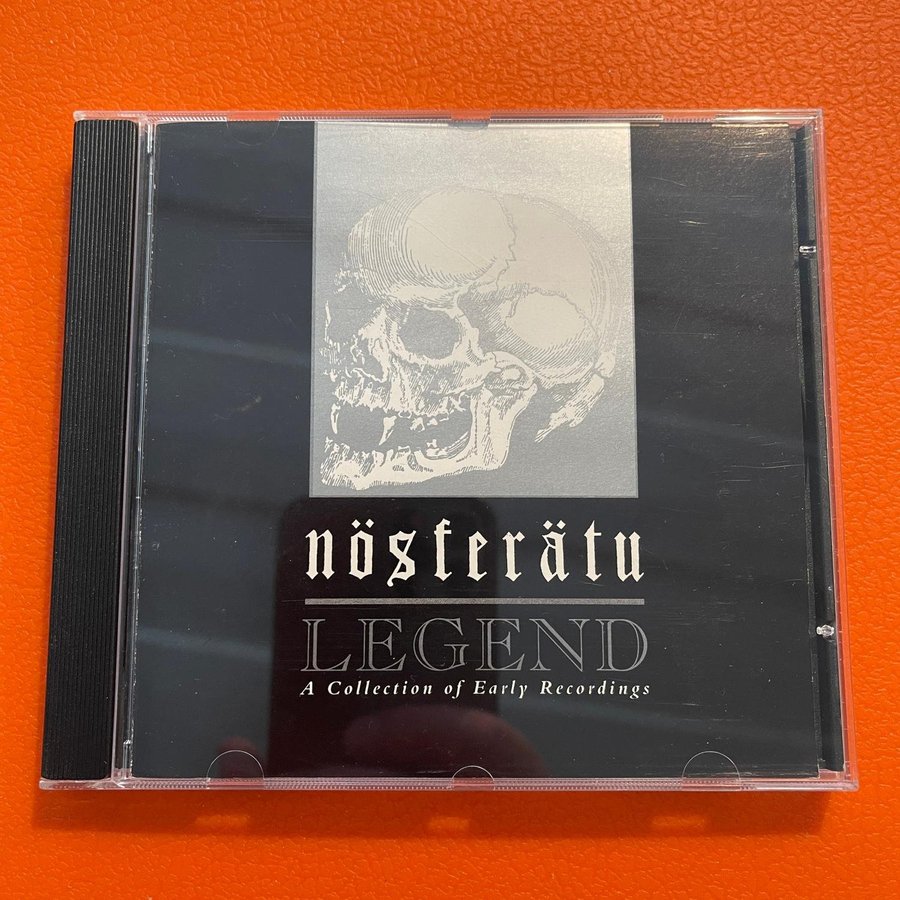 nösferätu
LEGEND
A Collection of Early Recordings